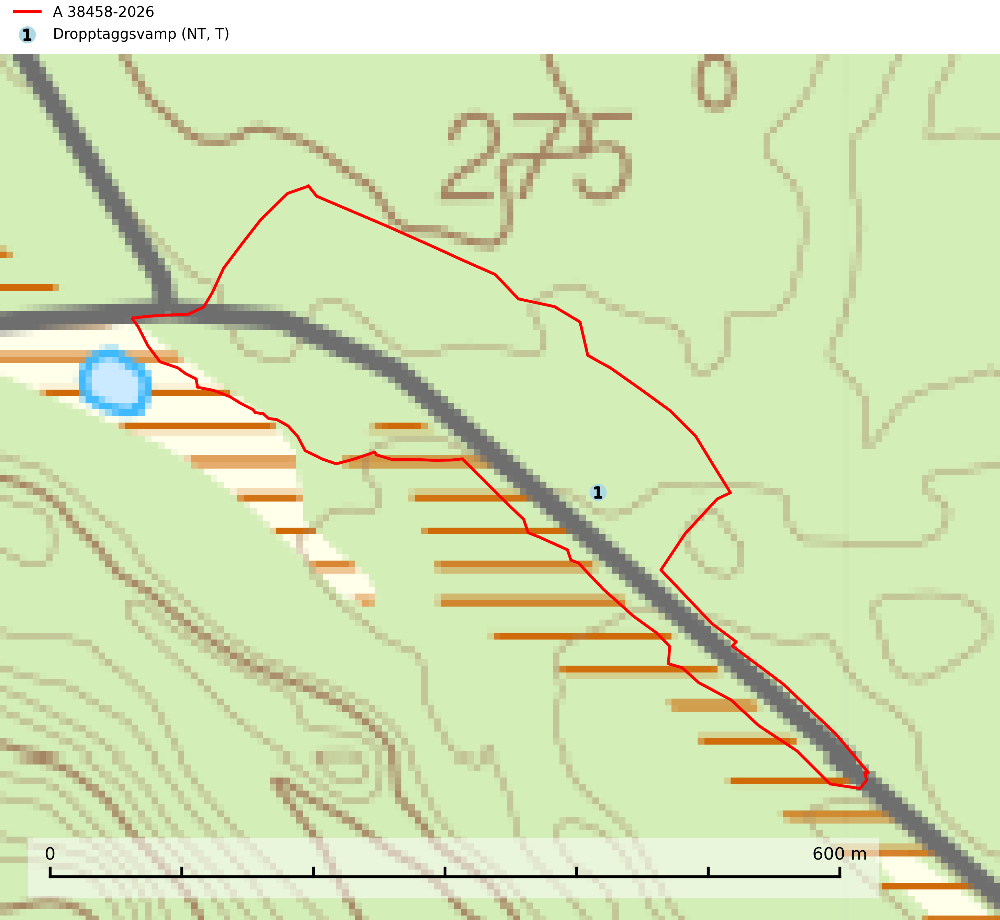 A 38458-2026
1 Dropptaggsvamp (NT, T)
0
275
1
0 600 m